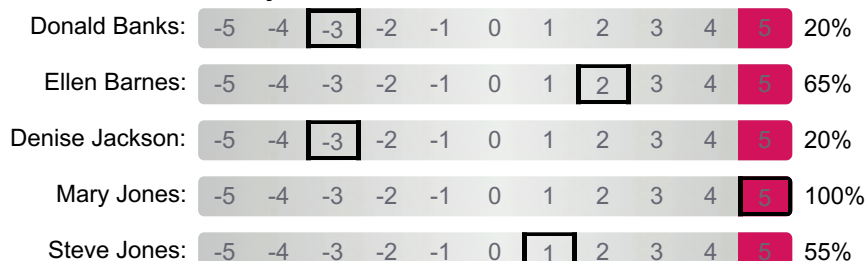 Donald Banks: -5 -4 -3 -2 -1 0 1 2 3 4 5 20%
Ellen Barnes: -5 -4 -3 -2 -1 0 1 2 3 4 5 65%
Denise Jackson: -5 -4 -3 -2 -1 0 1 2 3 4 5 20%
Mary Jones: -5 -4 -3 -2 -1 0 1 2 3 4 5 100%
Steve Jones: -5 -4 -3 -2 -1 0 1 2 3 4 5 55%